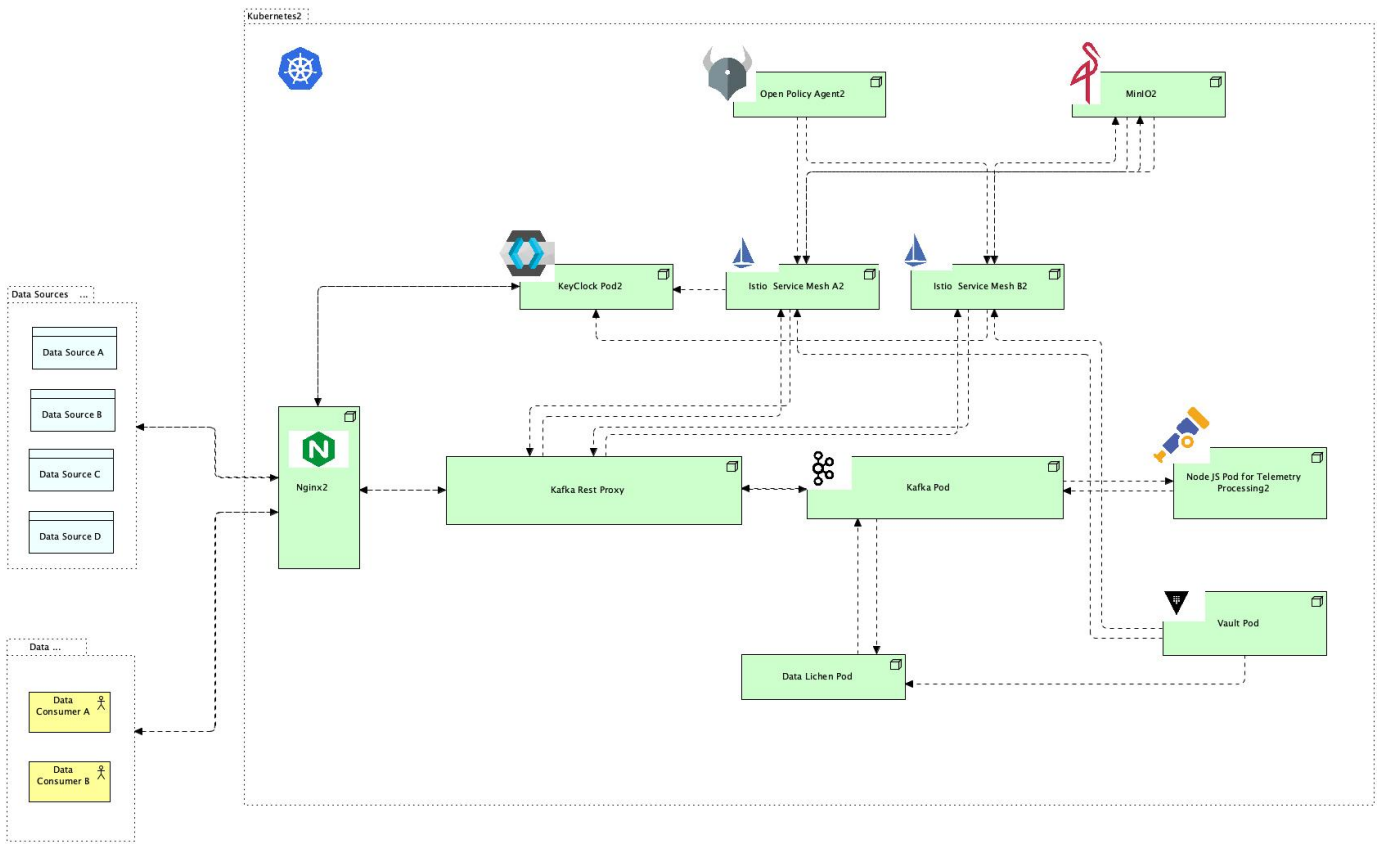 Kubernetes2
Open Policy Agent2
MinIO2
KeyClock Pod2
Istio Service Mesh A2
Istio Service Mesh B2
Data Sources ...
Data Source A
Data Source B
Data Source C
Data Source D
N
Nginx2
Kafka Rest Proxy
Kafka Pod
Node JS Pod for Telemetry
Processing2
Vault Pod
Data Lichen Pod
Data ...
Data
Consumer A
Data
Consumer B